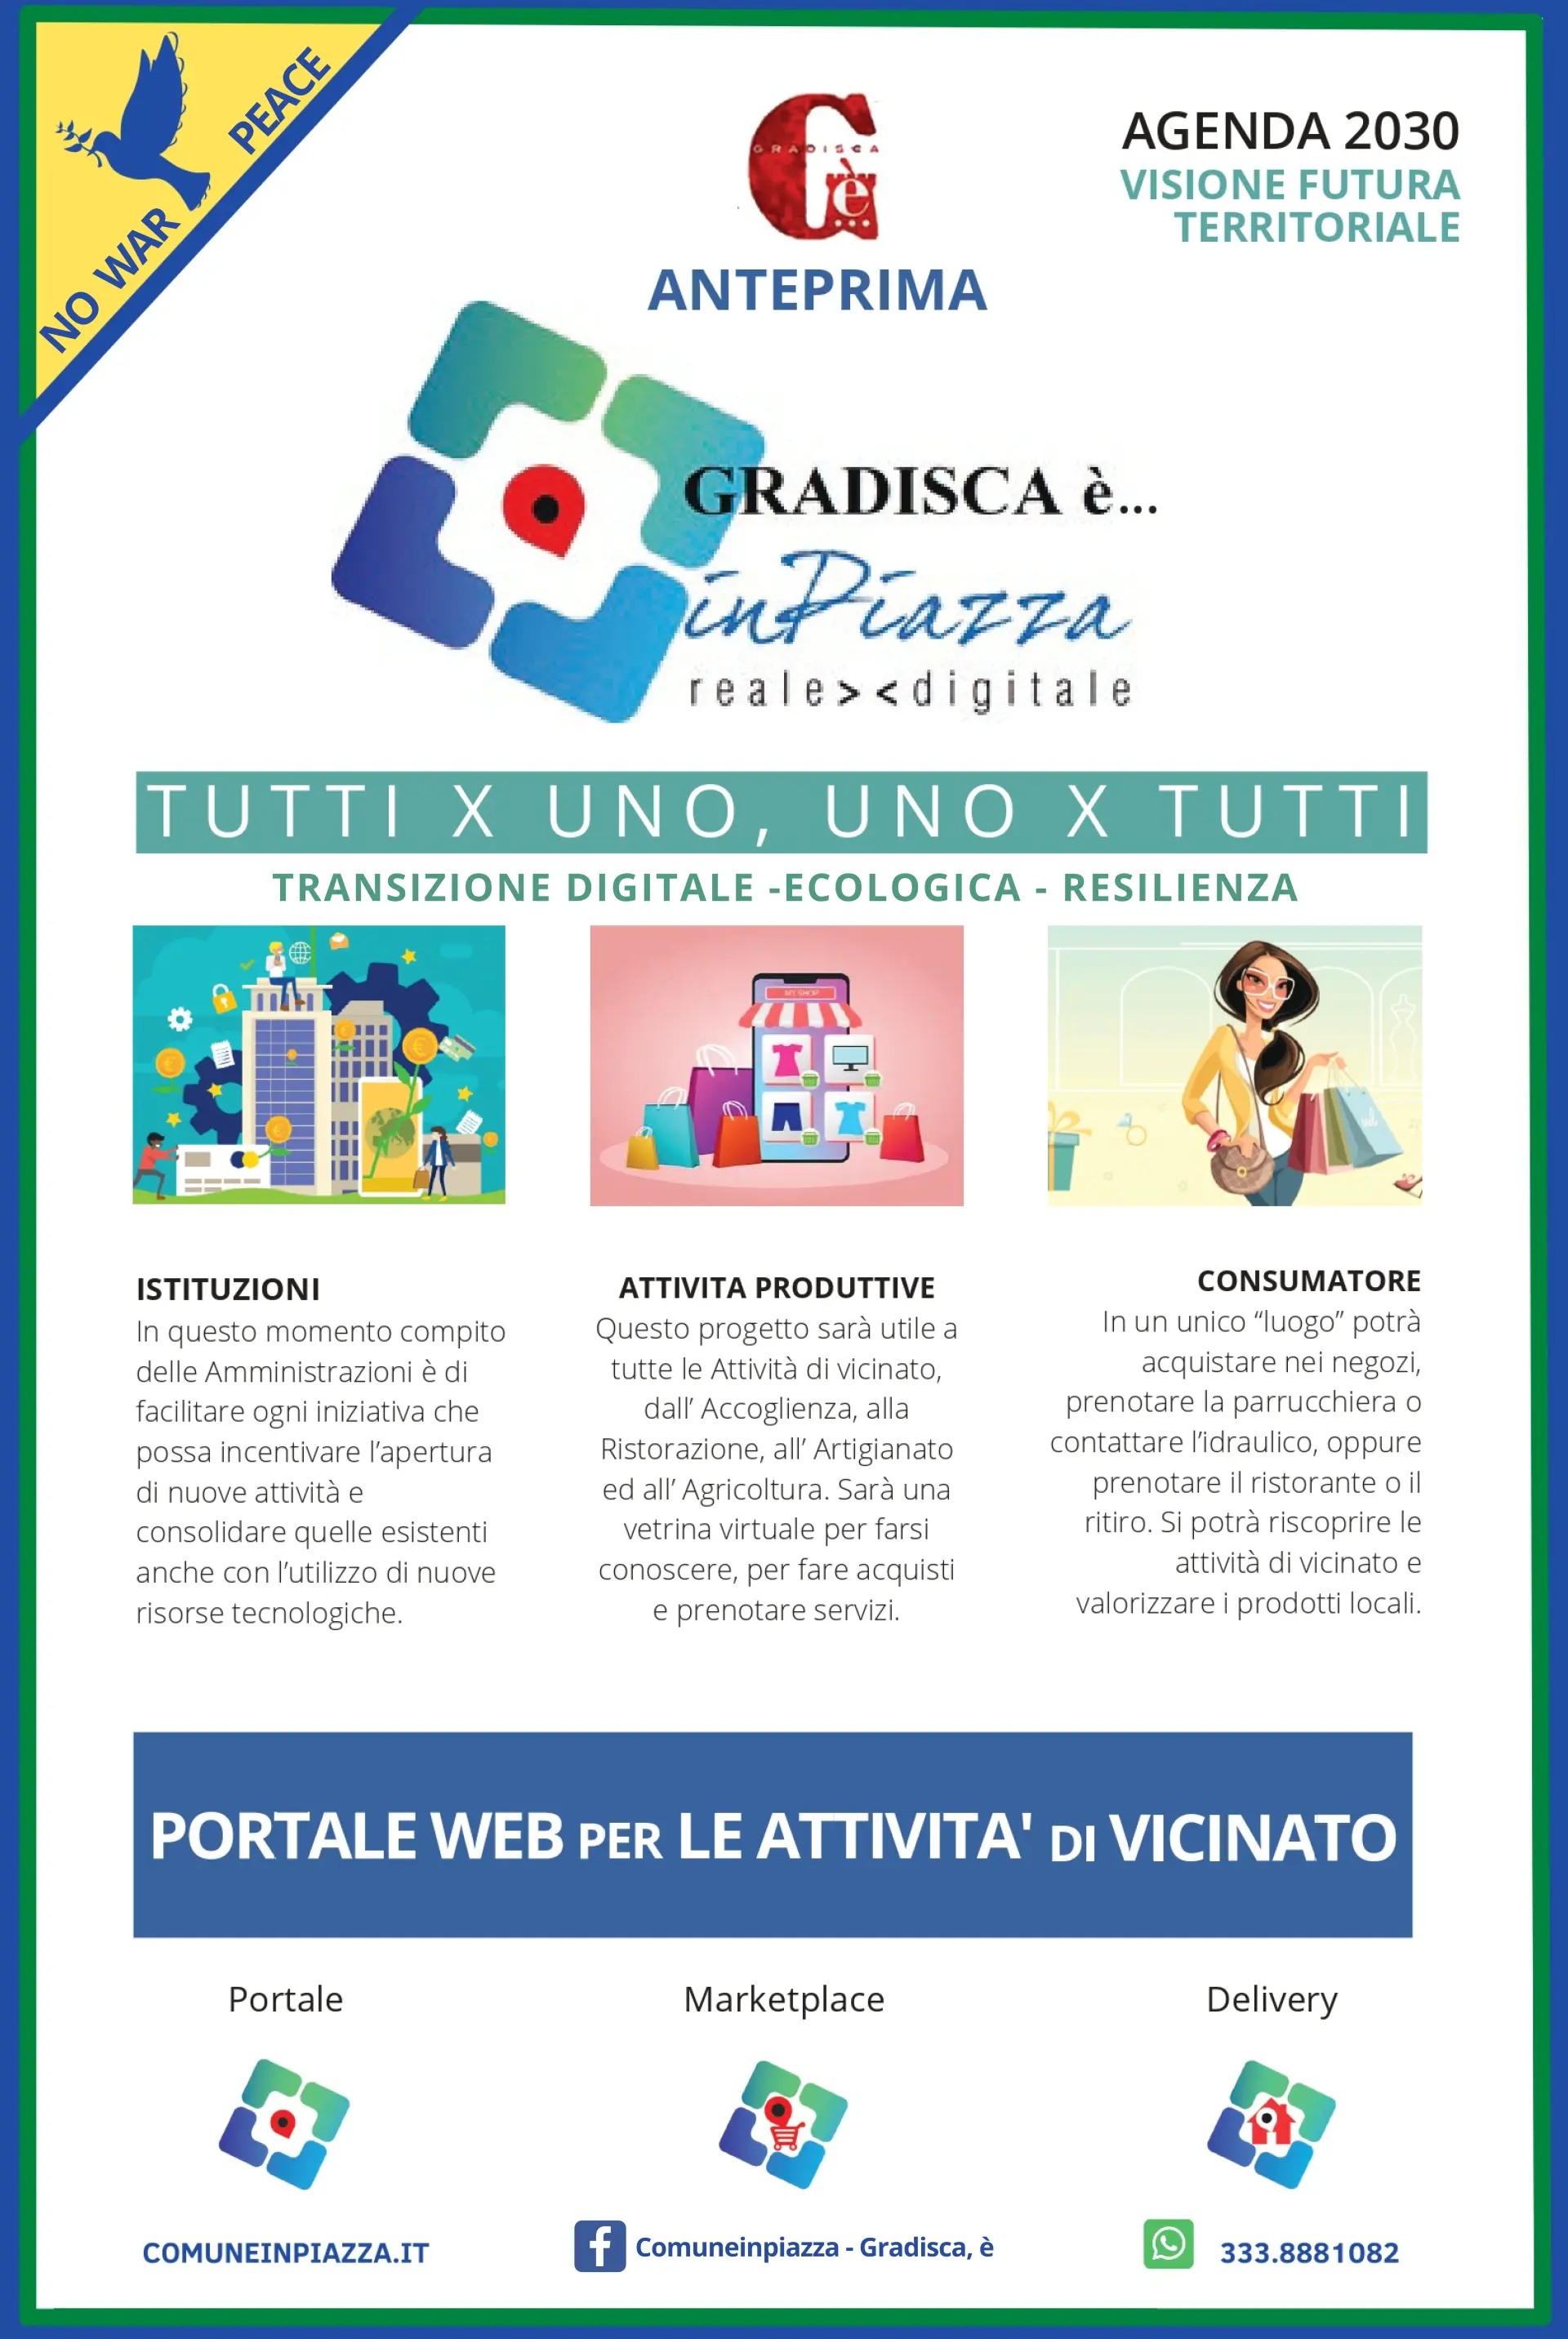 NO WAR PEACE
GRADISCA
è...
AGENDA 2030
VISIONE FUTURA
TERRITORIALE
ANTEPRIMA
GRADISCA è...
inPiazza
reale><digitale
TUTTI X UNO, UNO X TUTTI
TRANSIZIONE DIGITALE -ECOLOGICA - RESILIENZA
MY SHOP
ISTITUZIONI
In questo momento compito
delle Amministrazioni è di
facilitare ogni iniziativa che
possa incentivare l’apertura
di nuove attività e
consolidare quelle esistenti
anche con l’utilizzo di nuove
risorse tecnologiche.
ATTIVITA PRODUTTIVE
Questo progetto sarà utile a
tutte le Attività di vicinato,
dall’ Accoglienza, alla
Ristorazione, all’ Artigianato
ed all’ Agricoltura. Sarà una
vetrina virtuale per farsi
conoscere, per fare acquisti
e prenotare servizi.
CONSUMATORE
In un unico “luogo” potrà
acquistare nei negozi,
prenotare la parrucchiera o
contattare l’idraulico, oppure
prenotare il ristorante o il
ritiro. Si potrà riscoprire le
attività di vicinato e
valorizzare i prodotti locali.
PORTALE WEB PER LE ATTIVITA' DI VICINATO
Portale
Marketplace
Delivery
COMUNEINPIAZZA.IT
Comuneinpiazza - Gradisca, è
333.8881082